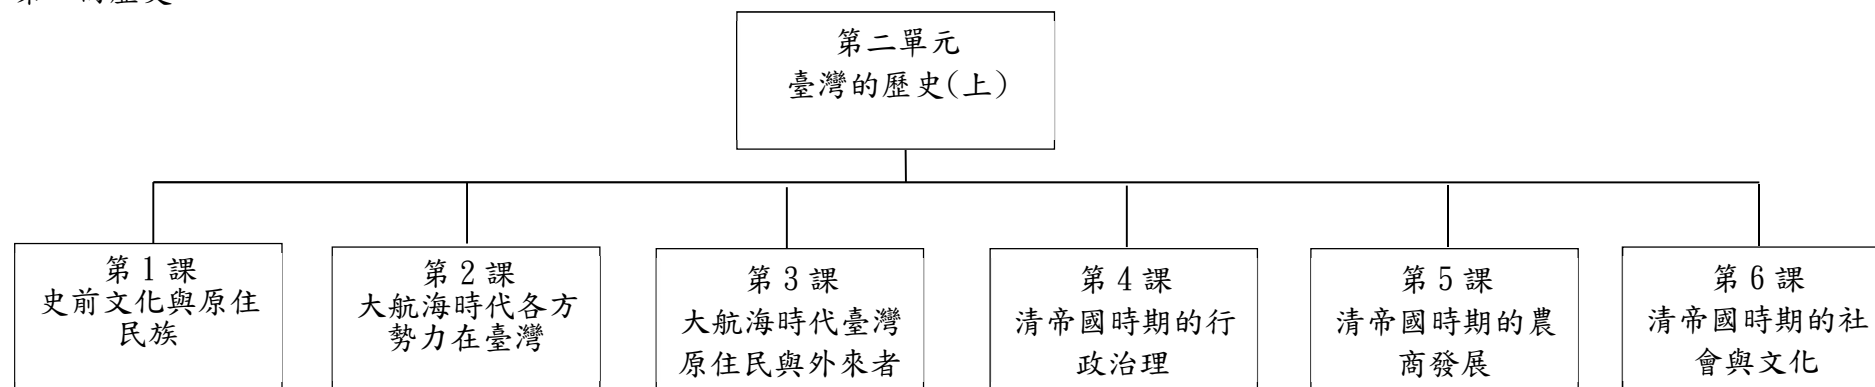 第二單元
臺灣的歷史(上)
第 1 課
史前文化與原住
民族
第 2 課
大航海時代各方
勢力在臺灣
第 3 課
大航海時代臺灣
原住民與外來者
第 4 課
清帝國時期的行
政治理
第 5 課
清帝國時期的農
商發展
第 6 課
清帝國時期的社
會與文化